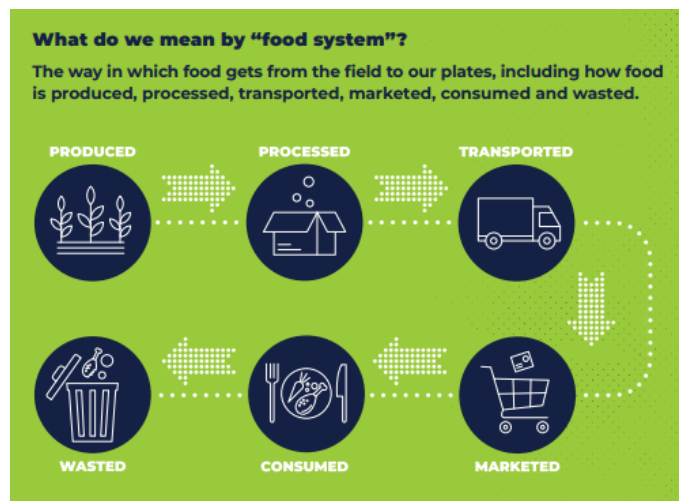 What do we mean by “food system”?
The way in which food gets from the field to our plates, including how food
is produced, processed, transported, marketed, consumed and wasted.
PRODUCED
PROCESSED
TRANSPORTED
WASTED
CONSUMED
MARKETED